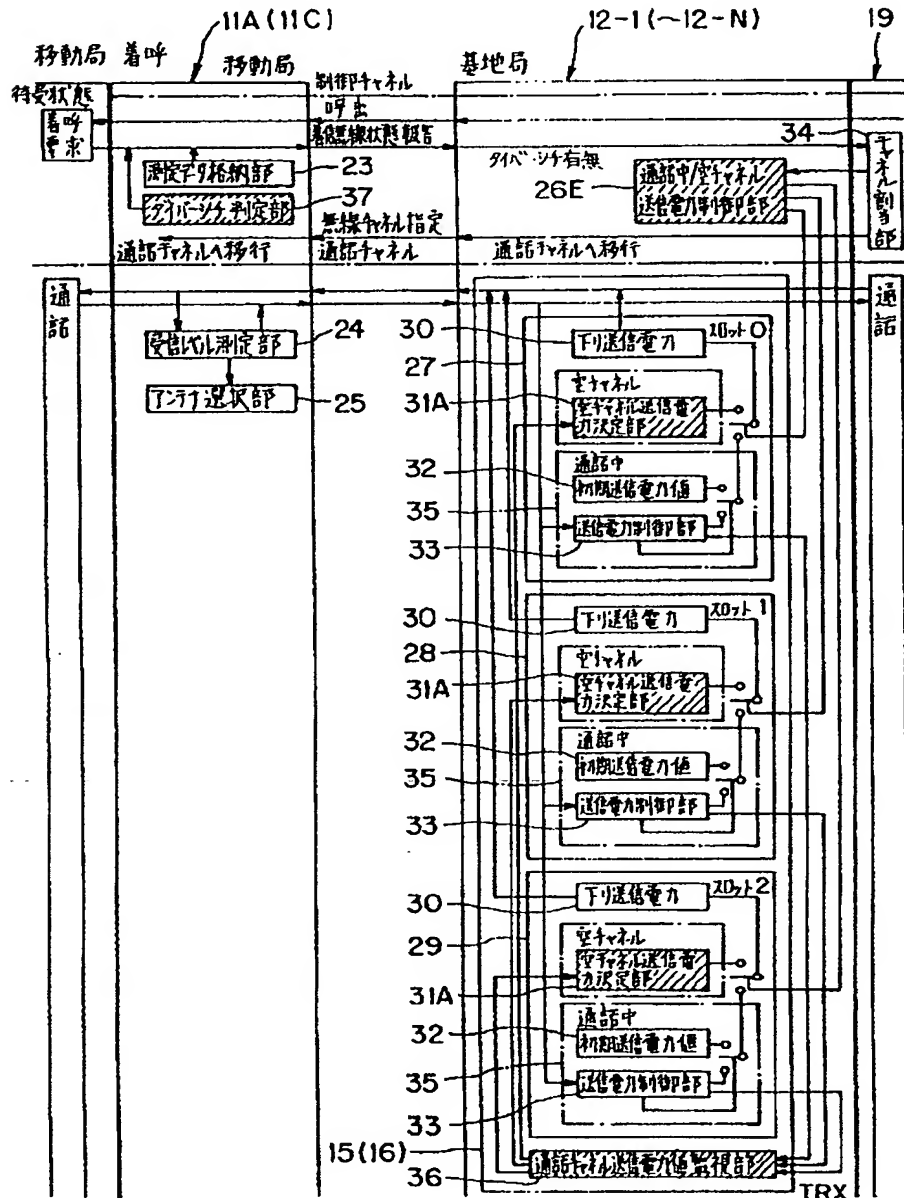 11A (11C)
12-1 (~12-N)
19
移動局 着呼 移動局
基地局
待受状態
制御チャネル
呼出
着呼要求
着信無線状態報告
34
ダイバーシチ有無
測定データ格納部
23
26E
通話中/空チャネル
送信電力制御部
チャネル割当部
37
ダイバーシチ判定部
無線チャネル指定
通話チャネルへ移行
通話チャネル
通話チャネルへ移行
通話
通話
受信レベル測定部
24
アンテナ選択部
25
30
下り送信電力
スロット0
27
空チャネル
31A
空チャネル送信電
力決定部
通話中
32
初期送信電力値
35
送信電力制御部
33
30
下り送信電力
スロット1
28
空チャネル
31A
空チャネル送信電
力決定部
通話中
32
初期送信電力値
35
送信電力制御部
33
30
下り送信電力
スロット2
29
空チャネル
空チャネル送信電
力決定部
31A
通話中
32
初期送信電力値
35
送信電力制御部
33
15(16)
通話チャネル送信電力値監視部
36
TRX